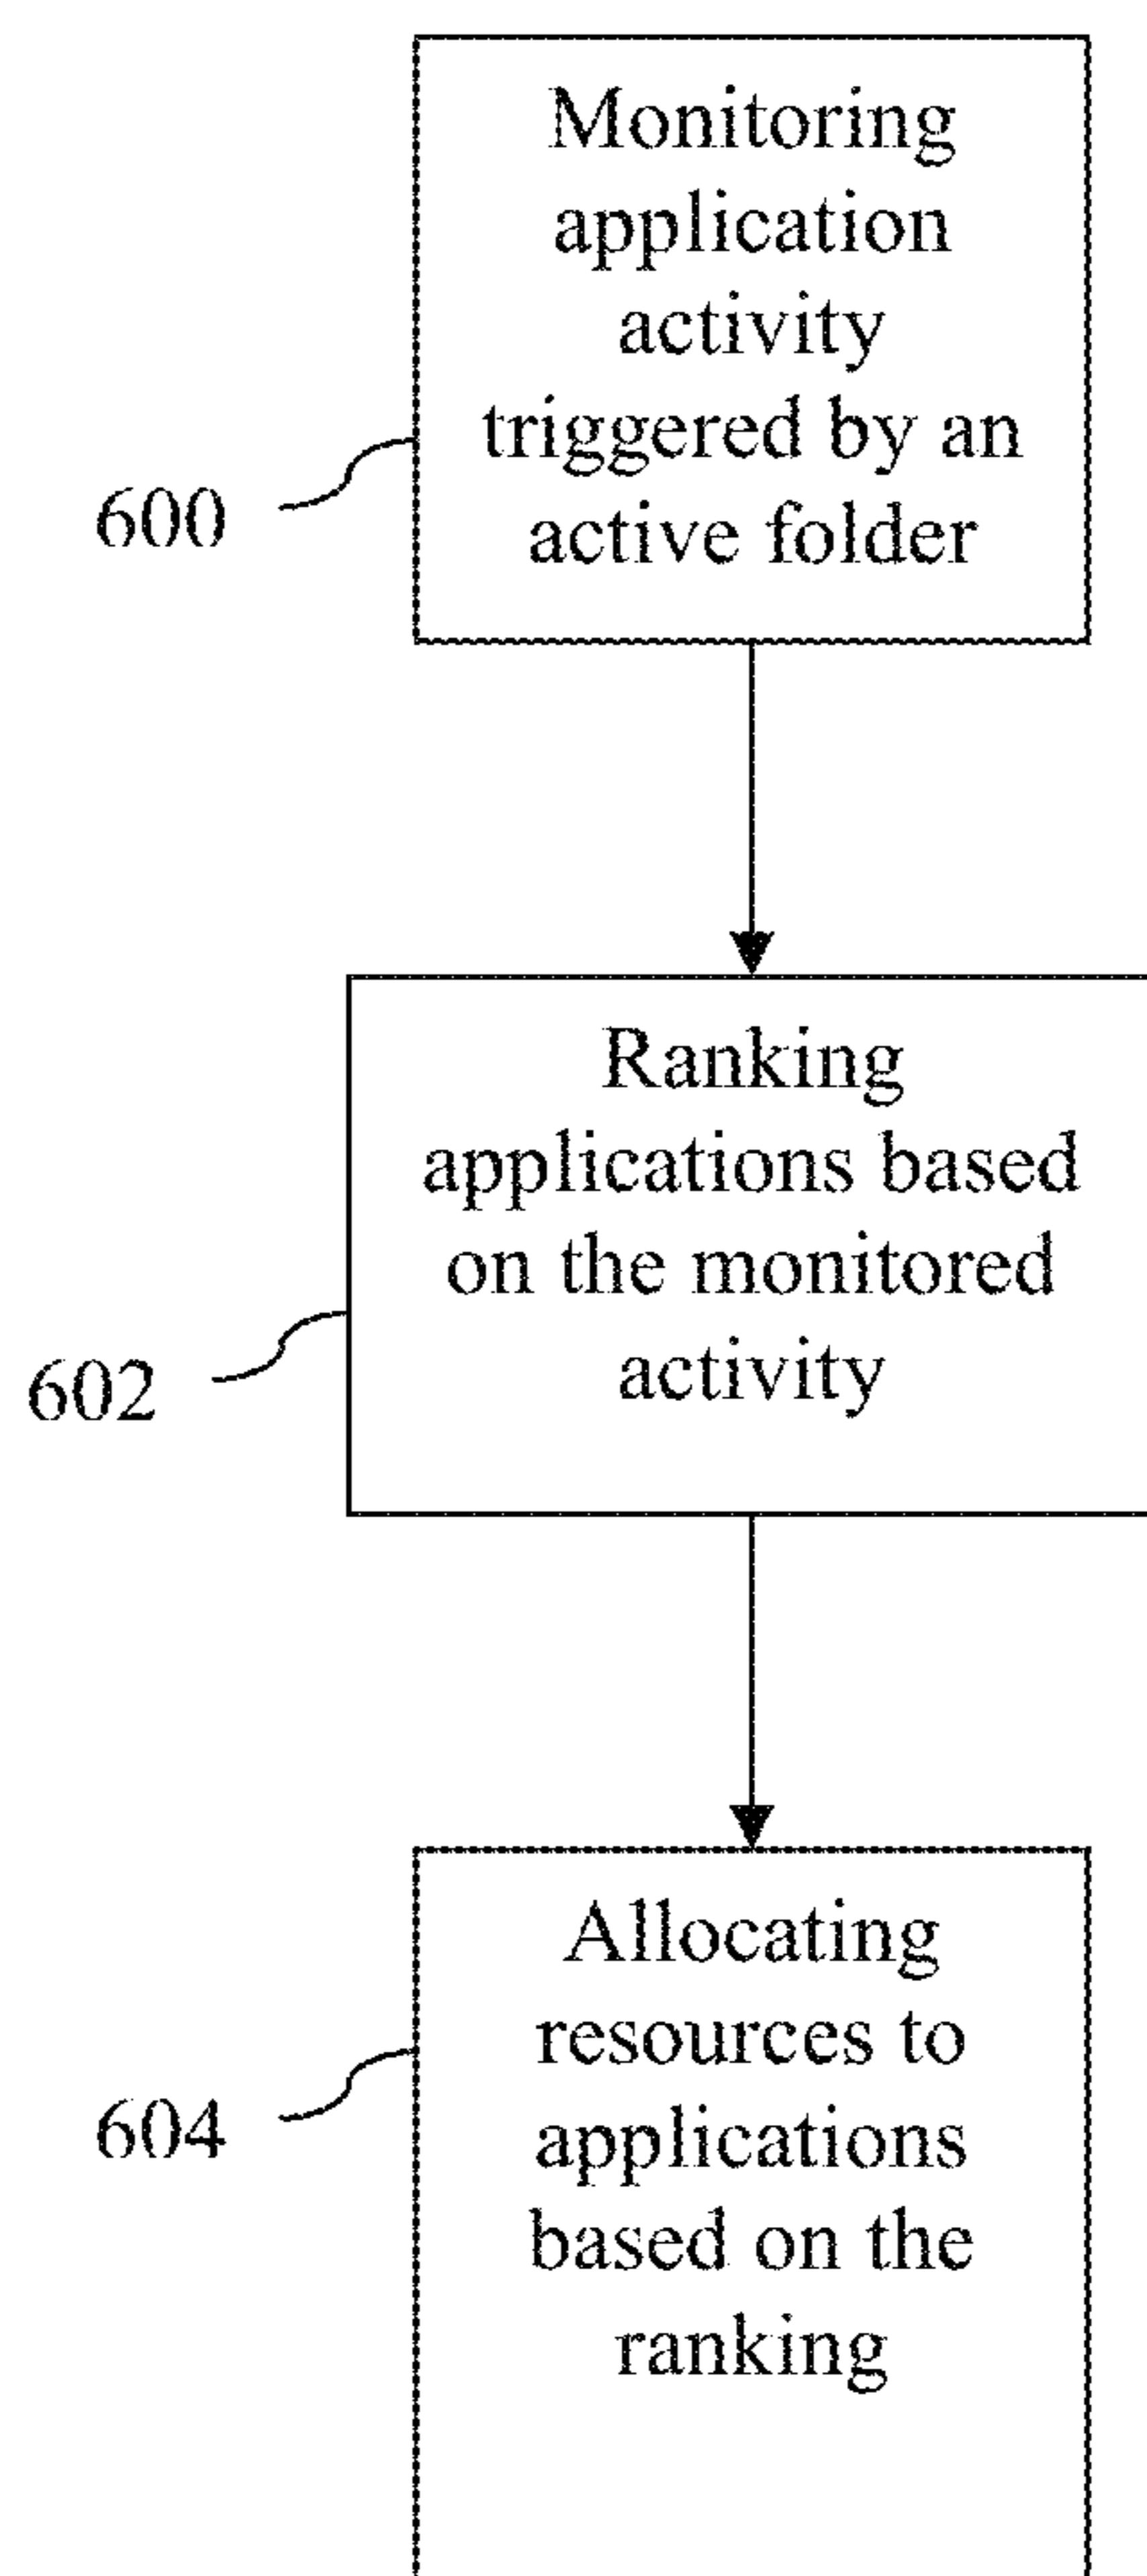 Monitoring
application
activity
triggered by an
active folder
600
Ranking
applications based
on the monitored
activity
602
Allocating
resources to
applications
based on the
ranking
604